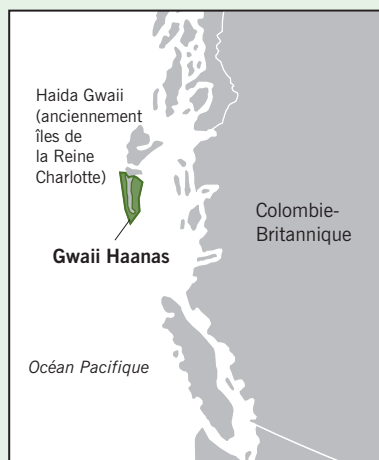 Haida Gwaii
(anciennement
îles de
la Reine
Charlotte)
Gwaii Haanas
Colombie-
Britannique
Océan Pacifique